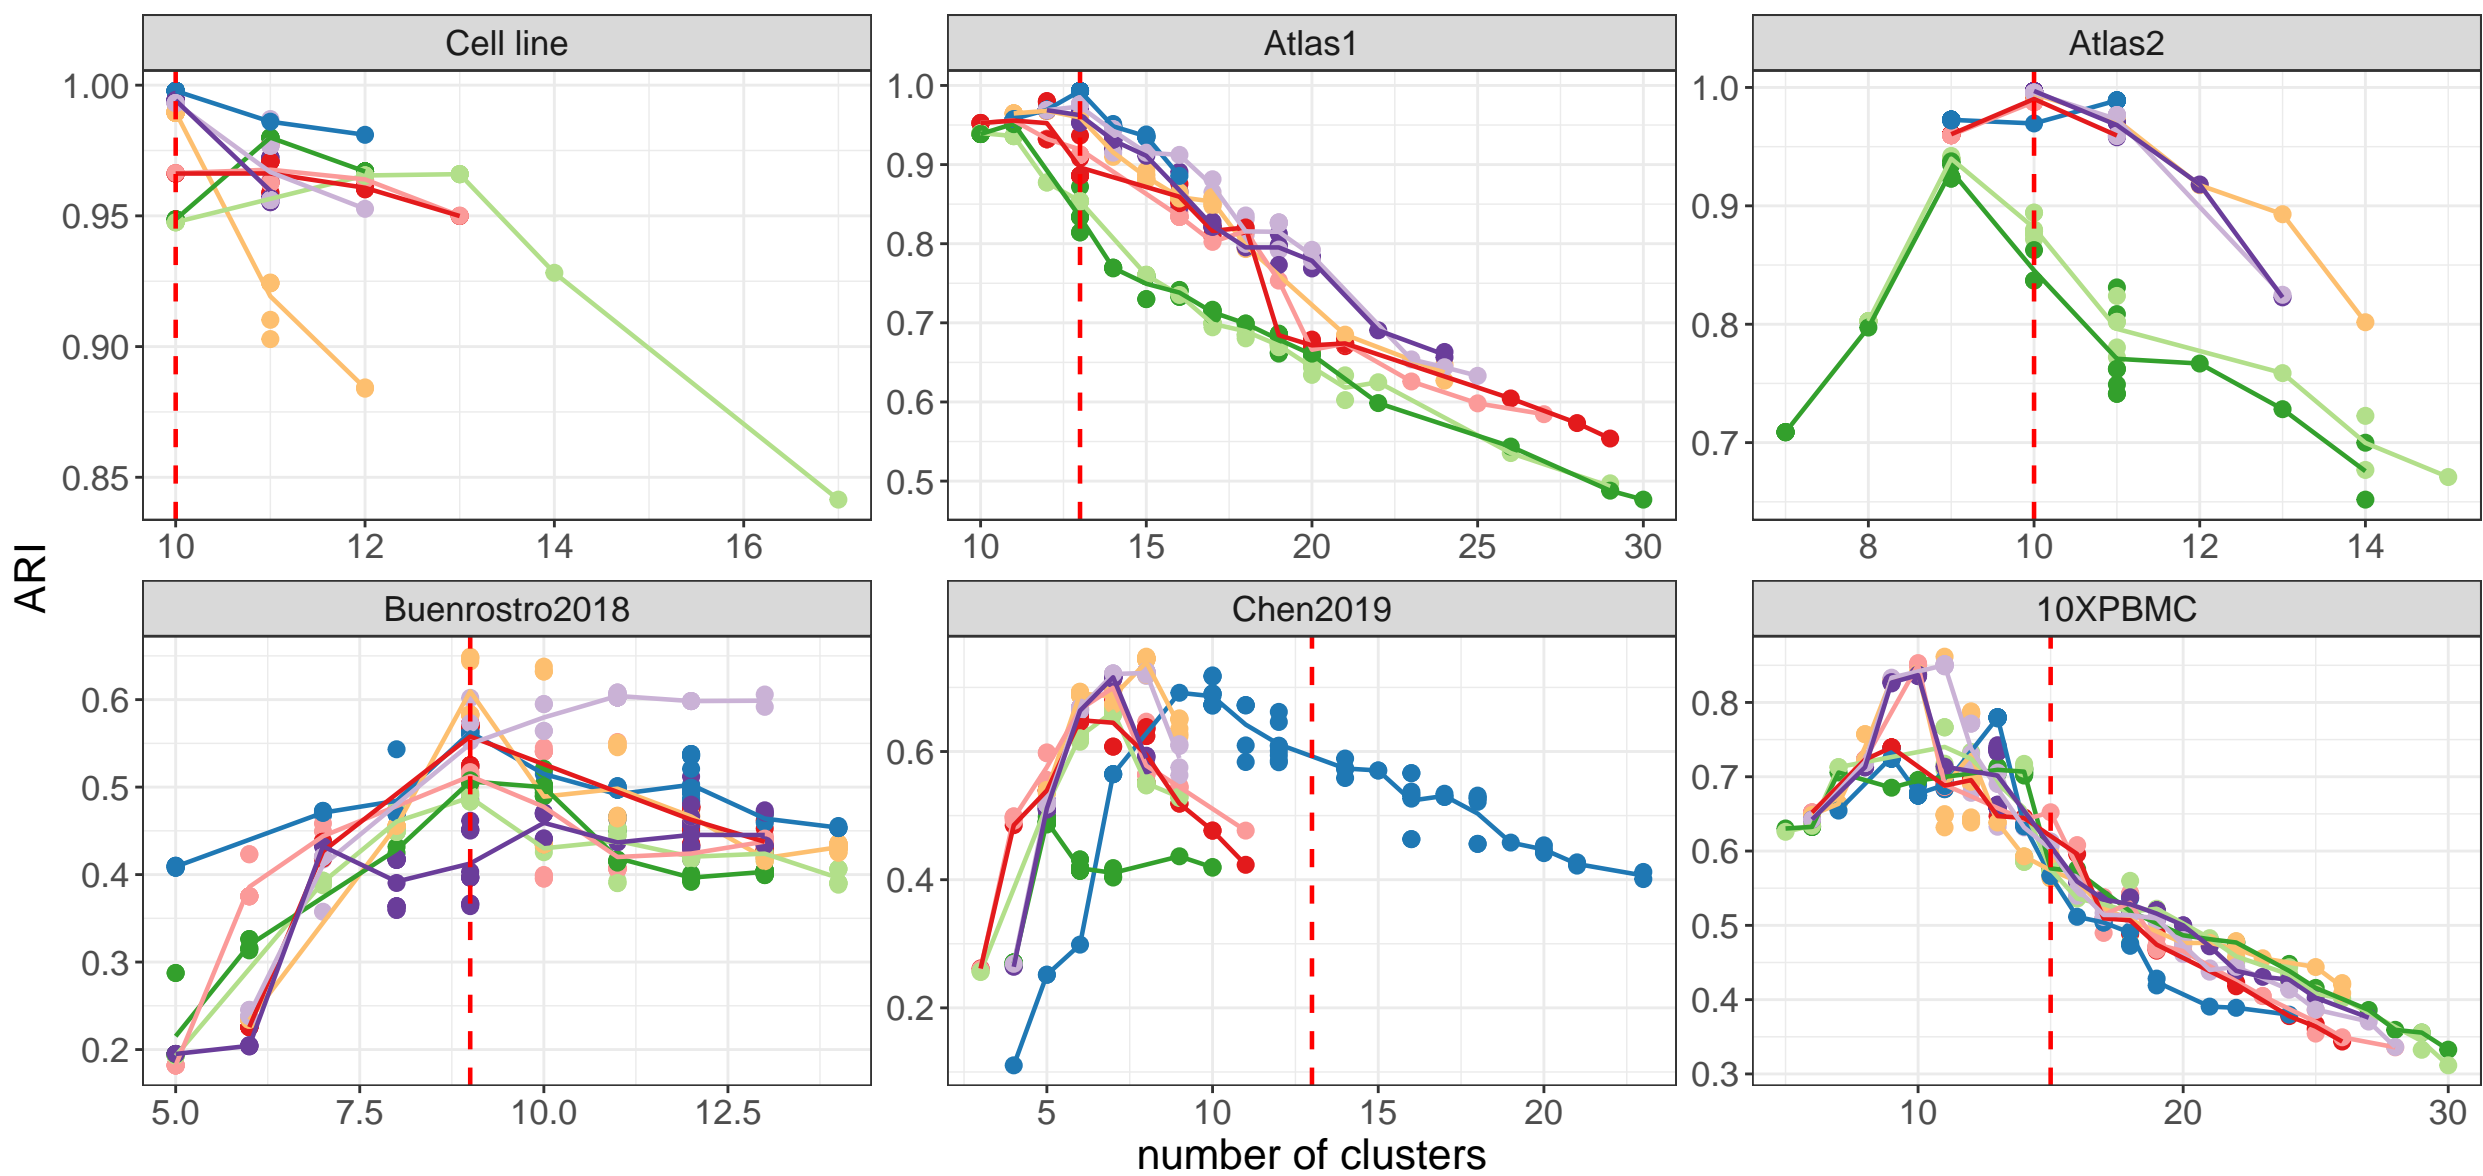 Cell line Atlas1 Atlas2
1.00 1.0 1.0
0.95 0.9 0.9
0.90 0.8 0.8
0.85 0.7 0.7
0.6
0.5
10 12 14 16 10 15 20 25 30 8 10 12 14
ARI
Buenrostro2018 Chen2019 10XPBMC
0.6 0.6 0.8
0.5 0.4 0.7
0.4 0.2 0.6
0.3 0.5
0.2 0.4
0.3
5.0 7.5 10.0 12.5 5 10 15 20 10 20 30
number of clusters